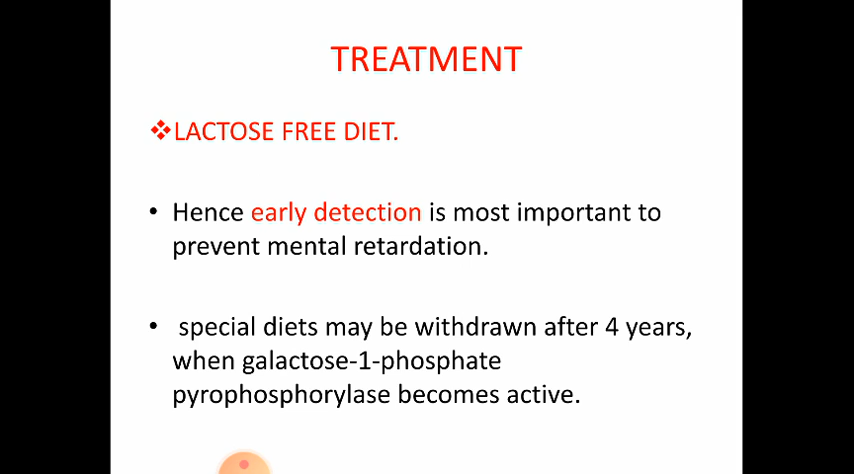 TREATMENT
❖LACTOSE FREE DIET.
• Hence early detection is most important to
prevent mental retardation.
• special diets may be withdrawn after 4 years,
when galactose-1-phosphate
pyrophosphorylase becomes active.